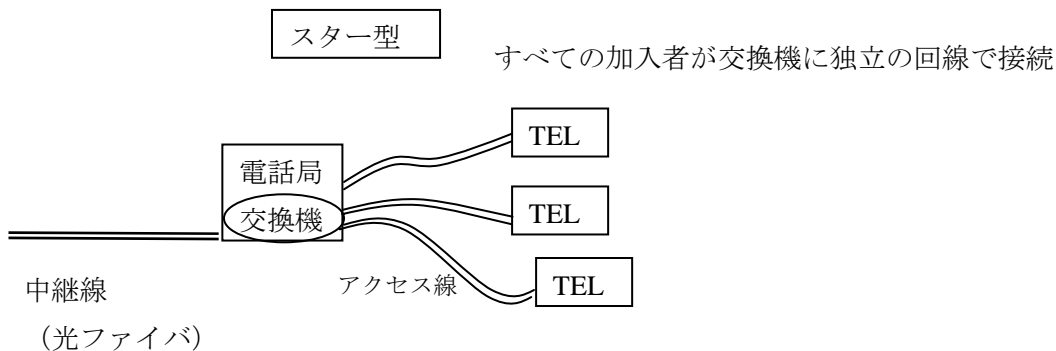 スター型
すべての加入者が交換機に独立の回線で接続
TEL
電話局
交換機
TEL
アクセス線
TEL
中継線
（光ファイバ）